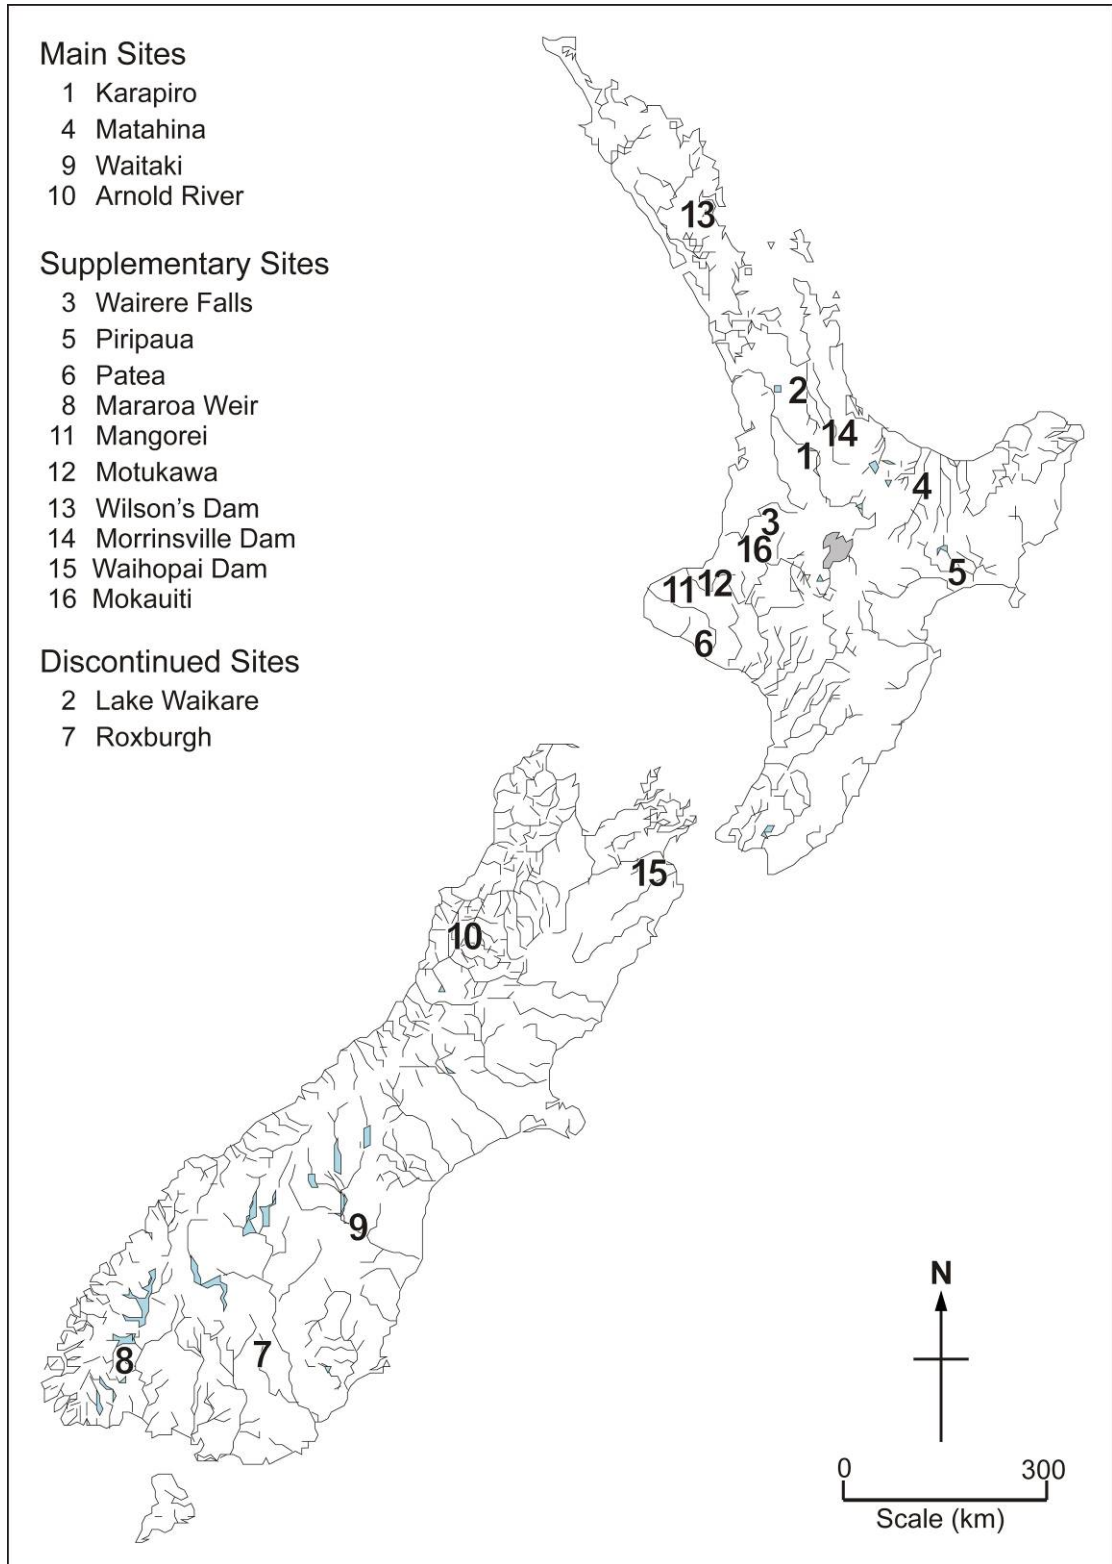 Main Sites
1 Karapiro
4 Matahina
9 Waitaki
10 Arnold River
Supplementary Sites
3 Wairere Falls
5 Piripaua
6 Patea
8 Mararoa Weir
11 Mangorei
12 Motukawa
13 Wilson's Dam
14 Morrinsville Dam
15 Waihopai Dam
16 Mokauiti
Discontinued Sites
2 Lake Waikare
7 Roxburgh
13
2
14
1
4
3
16
5
11 12
6
15
10
9
7
8
N
0 300
Scale (km)